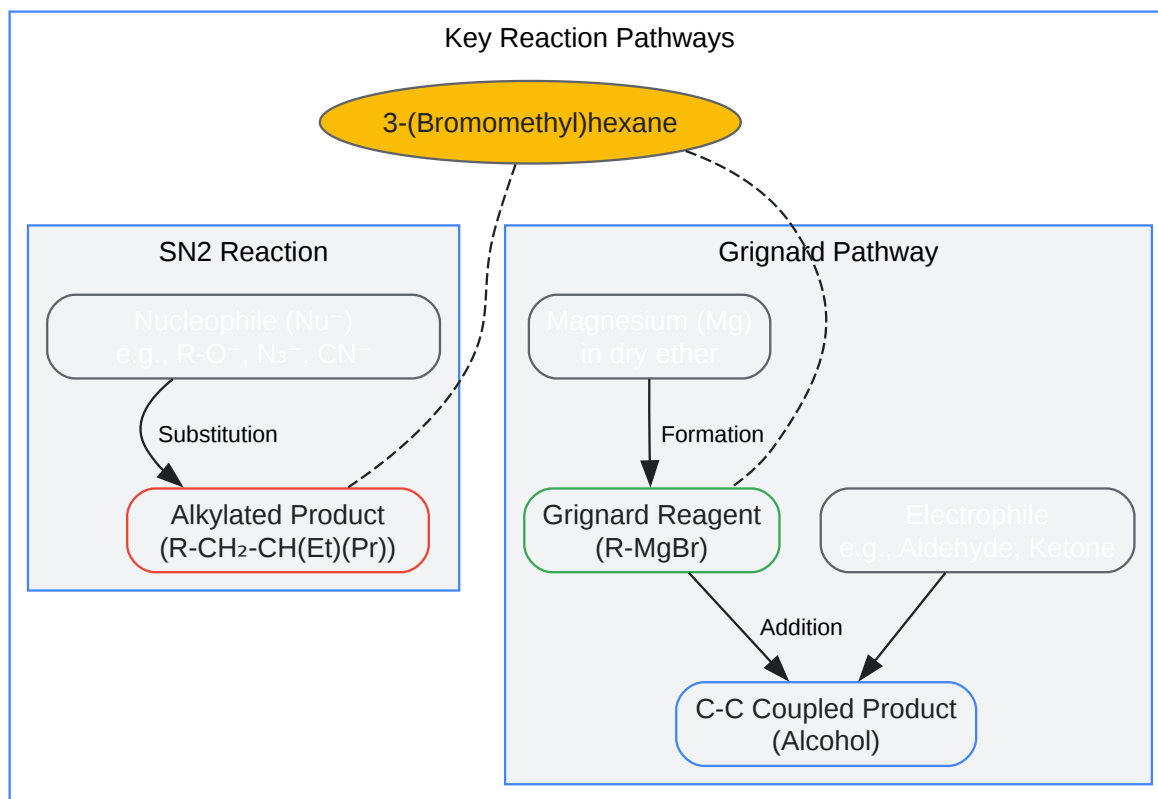 Key Reaction Pathways
3-(Bromomethyl)hexane
SN2 Reaction
Nucleophile (Nu⁻)
e.g., R-O⁻, N₃⁻, CN⁻
Substitution
Alkylated Product
(R-CH₂-CH(Et)(Pr))
Grignard Pathway
Magnesium (Mg)
in dry ether
Formation
Grignard Reagent
(R-MgBr)
Electrophile
e.g., Aldehyde, Ketone
Addition
C-C Coupled Product
(Alcohol)